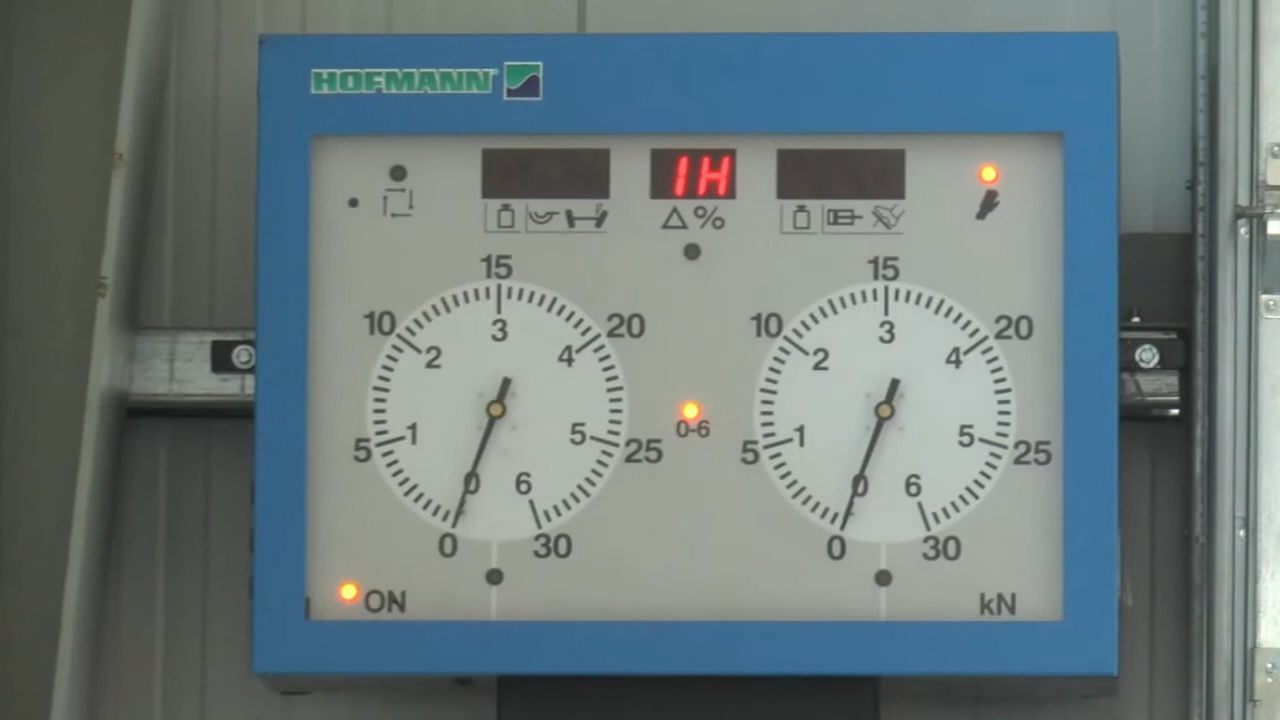 HOFMANN
1H
△%
15 15
10 20 10 20
3 3
2 4 2 4
5 1 5 25 5 1 5 25
0-6
0 6 0 6
0 30 0 30
ON kN